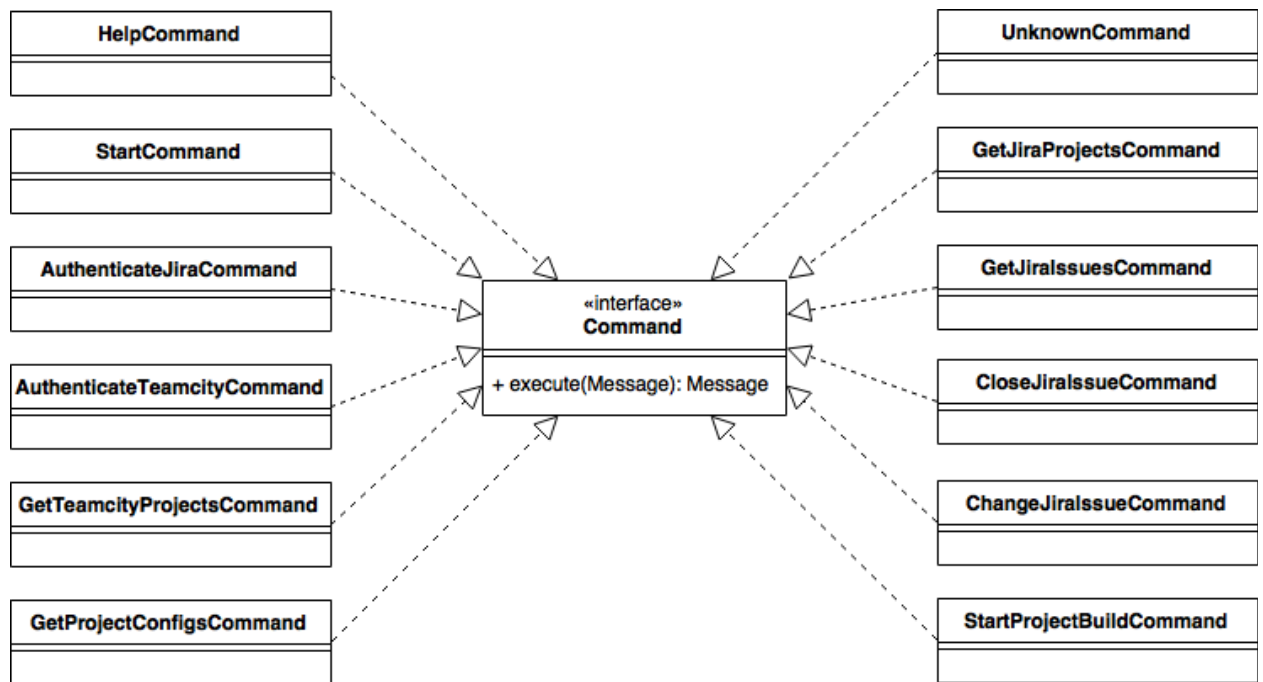 HelpCommand
StartCommand
AuthenticateJiraCommand
AuthenticateTeamcityCommand
GetTeamcityProjectsCommand
GetProjectConfigsCommand
«interface»
Command
+ execute(Message): Message
UnknownCommand
GetJiraProjectsCommand
GetJiraIssuesCommand
CloseJiraIssueCommand
ChangeJiraIssueCommand
StartProjectBuildCommand